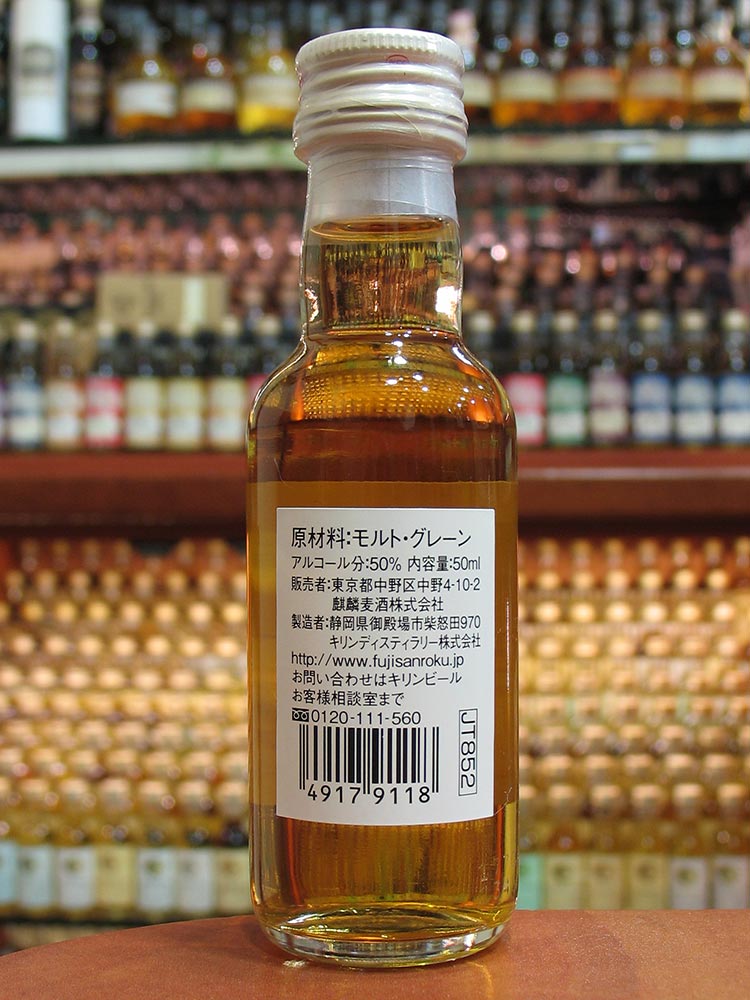 原材料:モルト・グレーン
アルコール分:50% 内容量:50ml
販売者:東京都中野区中野4-10-2
麒麟麦酒株式会社
製造者:静岡県御殿場市柴怒田970
キリンディスティラリー株式会社
http://www.fujisanroku.jp
お問い合わせはキリンビール
お客様相談室まで
0120-111-560
4917 9118
JT852